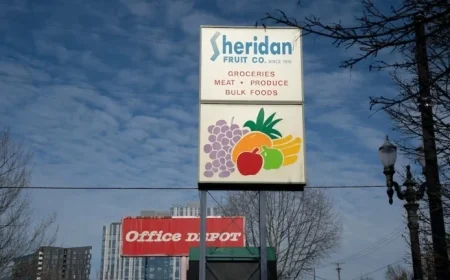 Sheridan
FRUIT CO. SINCE 1916
GROCERIES
MEAT • PRODUCE
BULK FOODS
Office DEPOT